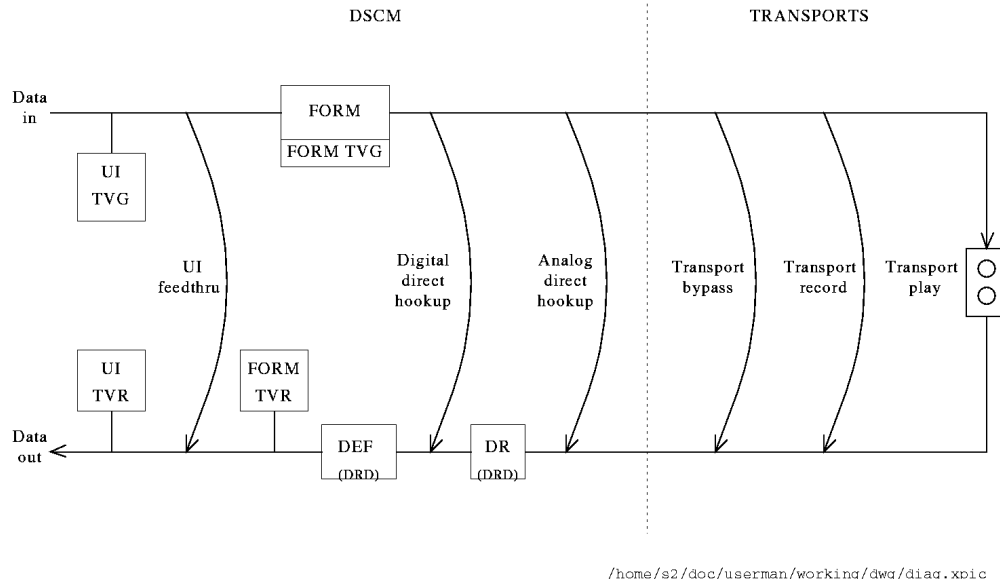 DSCM
TRANSPORTS
Data
in
FORM
FORM TVG
UI
TVG
UI
feedthru
Digital
direct
hookup
Analog
direct
hookup
Transport
bypass
Transport
record
Transport
play
UI
TVR
FORM
TVR
Data
out
DEF
(DRD)
DR
(DRD)
/home/s2/doc/userman/working/dwg/diag.xpic